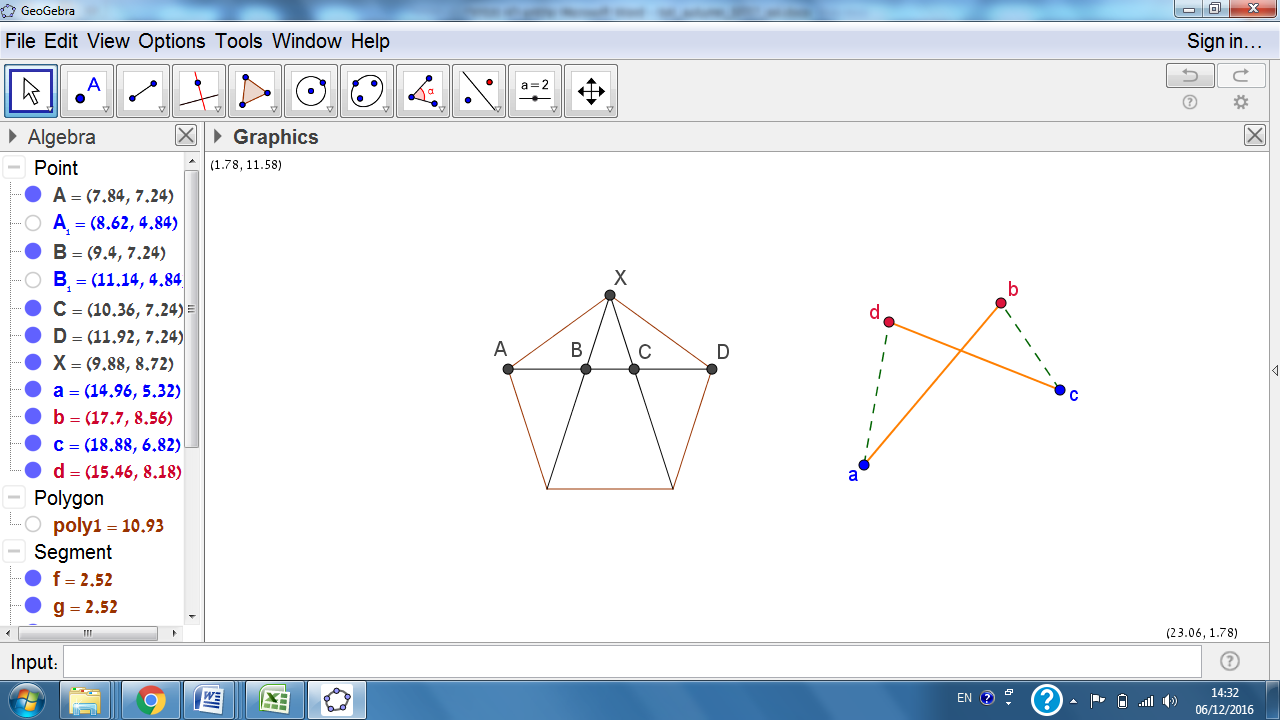 GeoGebra
File Edit View Options Tools Window Help
Sign in...
A
α
a = 2
Algebra
Graphics
Point
A = (7.84, 7.24)
A1 = (8.62, 4.84)
B = (9.4, 7.24)
B1 = (11.14, 4.84
C = (10.36, 7.24)
D = (11.92, 7.24)
X = (9.88, 8.72)
a = (14.96, 5.32)
b = (17.7, 8.56)
c = (18.88, 6.82)
d = (15.46, 8.18)
Polygon
poly1 = 10.93
Segment
f = 2.52
g = 2.52
(1.78, 11.58)
X
A
B
C
D
b
d
c
a
(23.06, 1.78)
Input:
EN
14:32
06/12/2016